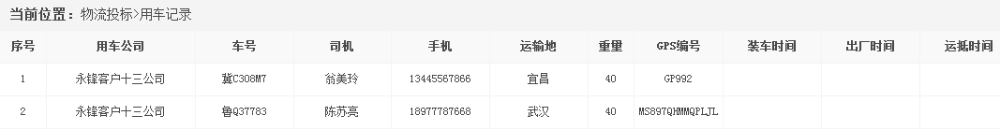 当前位置：物流投标>用车记录
序号 用车公司 车号 司机 手机 运输地 重量 GPS编号 装车时间 出厂时间 运抵时间
1 永锋客户十三公司 冀C308M7 翁美玲 13445567866 宜昌 40 GP992
2 永锋客户十三公司 鲁Q37783 陈苏亮 18977787668 武汉 40 MS897QHMMQPLJL